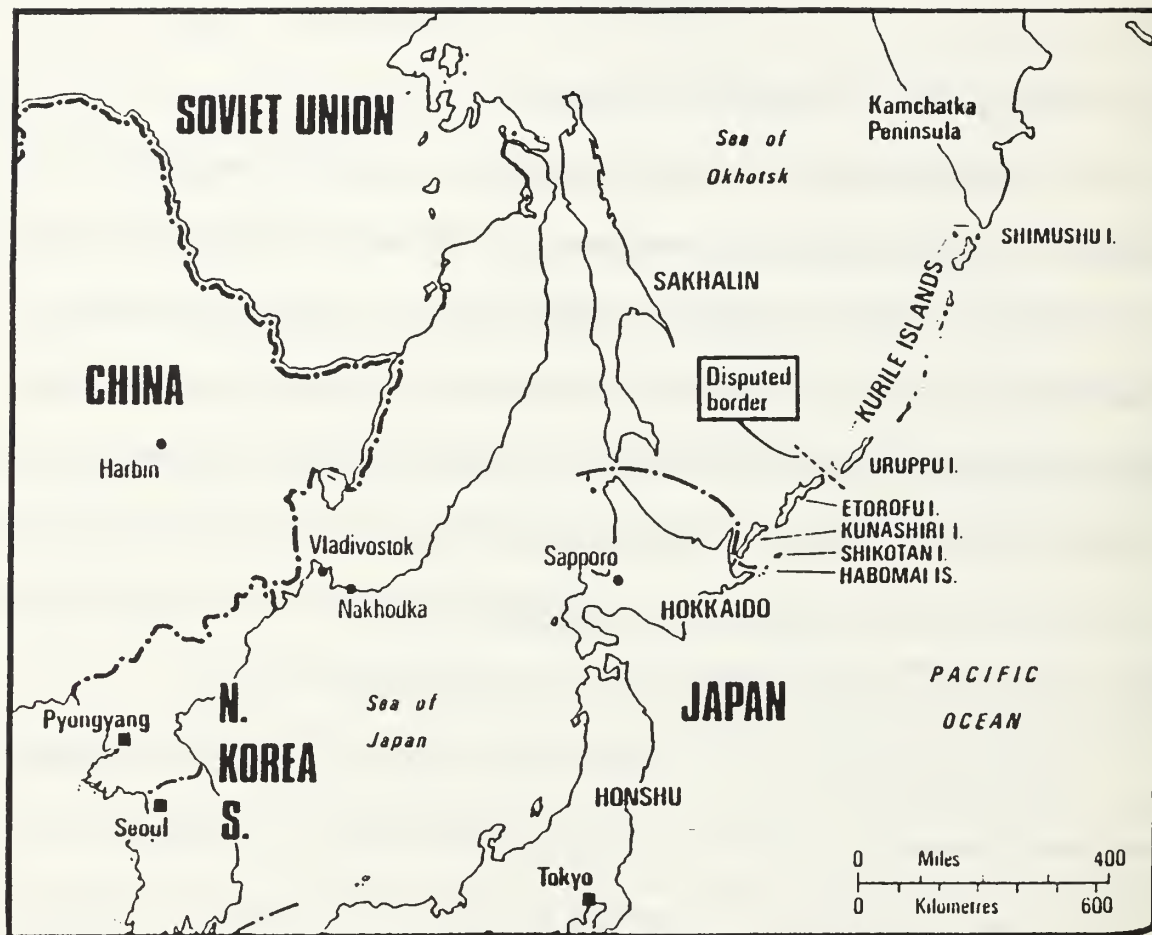 SOVIET UNION
Kamchatka
Peninsula
Sea of
Okhotsk
SHIMUSHU I.
SAKHALIN
KURILE ISLANDS
CHINA
Disputed
border
Harbin
URUPPU I.
ETOROFU I.
KUNASHIRI I.
Vladivostok
Sapporo
SHIKOTAN I.
HABOMAI IS.
Nakhodka
HOKKAIDO
PACIFIC
OCEAN
N.
KOREA
S.
Pyongyang
Sea of
Japan
JAPAN
HONSHU
Seoul
Tokyo
0 Miles 400
0 Kilometres 600